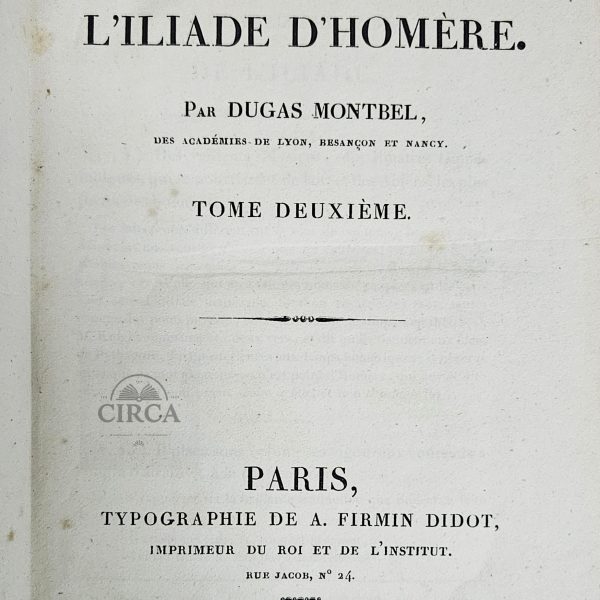 L'ILIADE D'HOMÈRE.
PAR DUGAS MONTBEL,
DES ACADÉMIES DE LYON, BESANÇON ET NANCY.
TOME DEUXIÈME.
CIRCA
PARIS,
TYPOGRAPHIE DE A. FIRMIN DIDOT,
IMPRIMEUR DU ROI ET DE L'INSTITUT.
RUE JACOB, Nº 24.